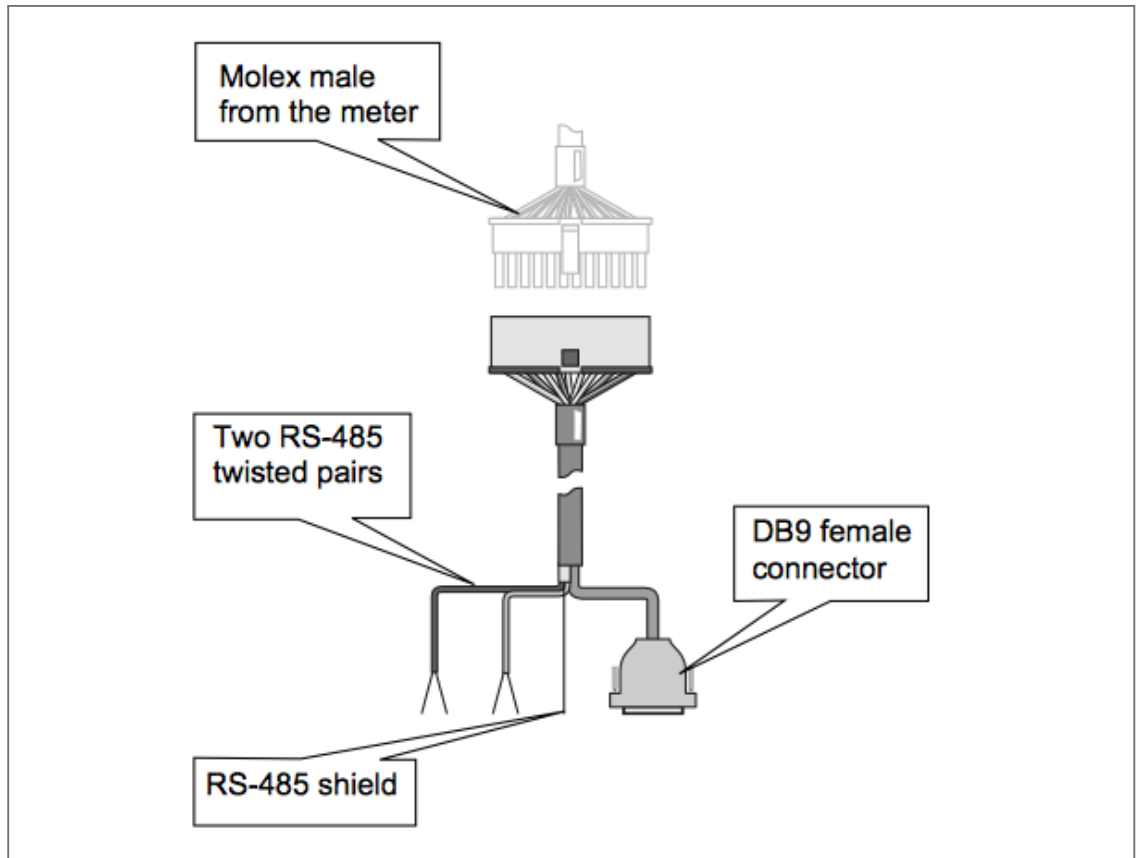 Molex male
from the meter
Two RS-485
twisted pairs
DB9 female
connector
RS-485 shield